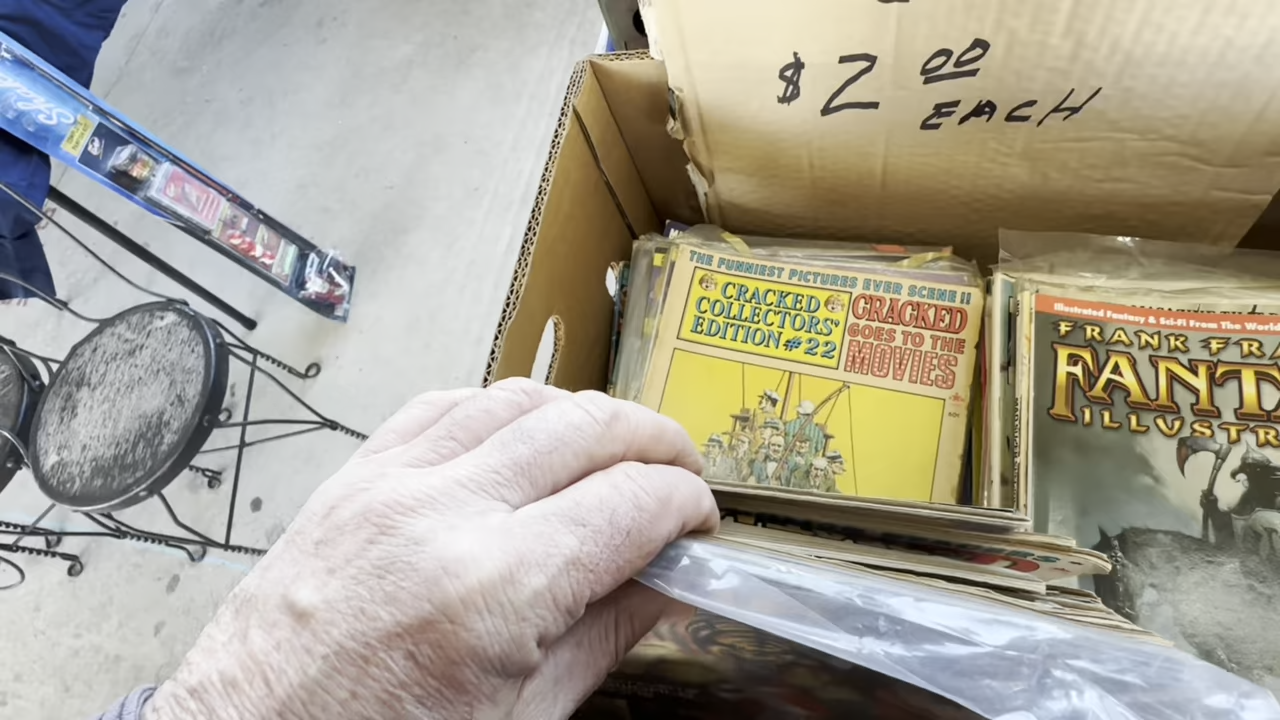 $2 00
EACH
THE FUNNIEST PICTURES EVER SCENE!!
CRACKED
COLLECTORS'
EDITION #22
CRACKED
GOES TO THE
MOVIES
Illustrated Fantasy & Sci-Fi From The World
FRANK FRA
FANTA
ILLUSTR